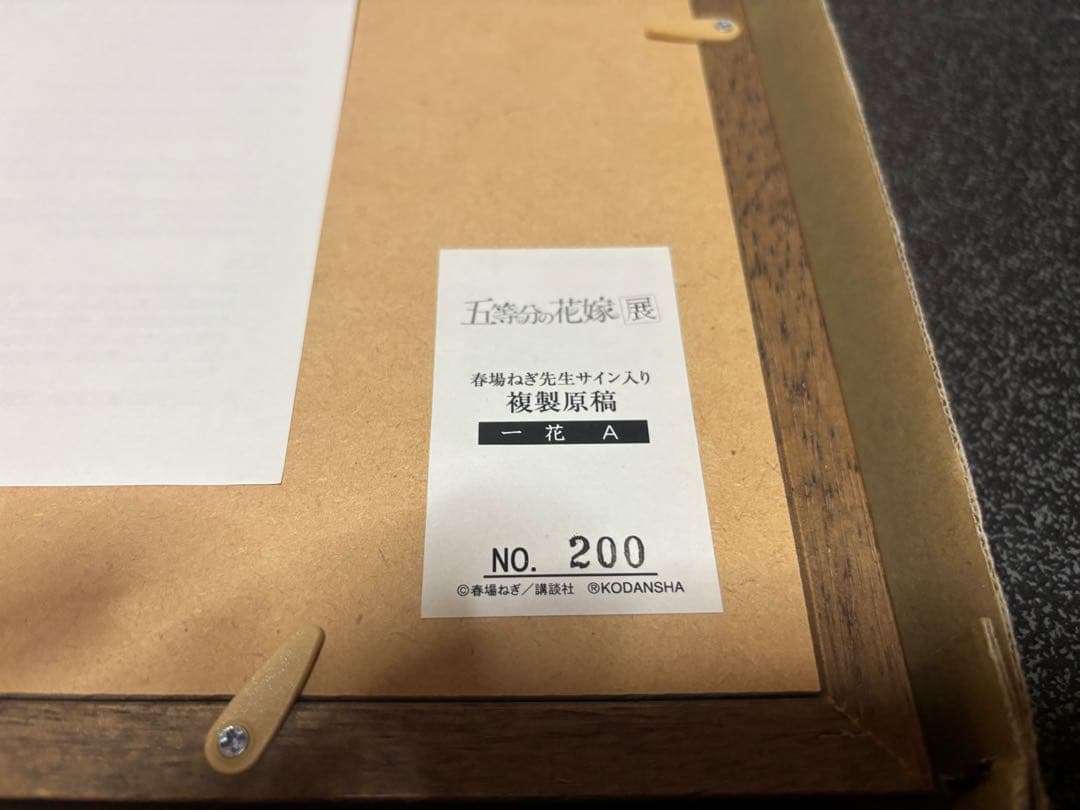 五等分の花嫁展
春場ねぎ先生サイン入り
複製原稿
一花 A
NO. 200
©春場ねぎ/講談社 ®KODANSHA